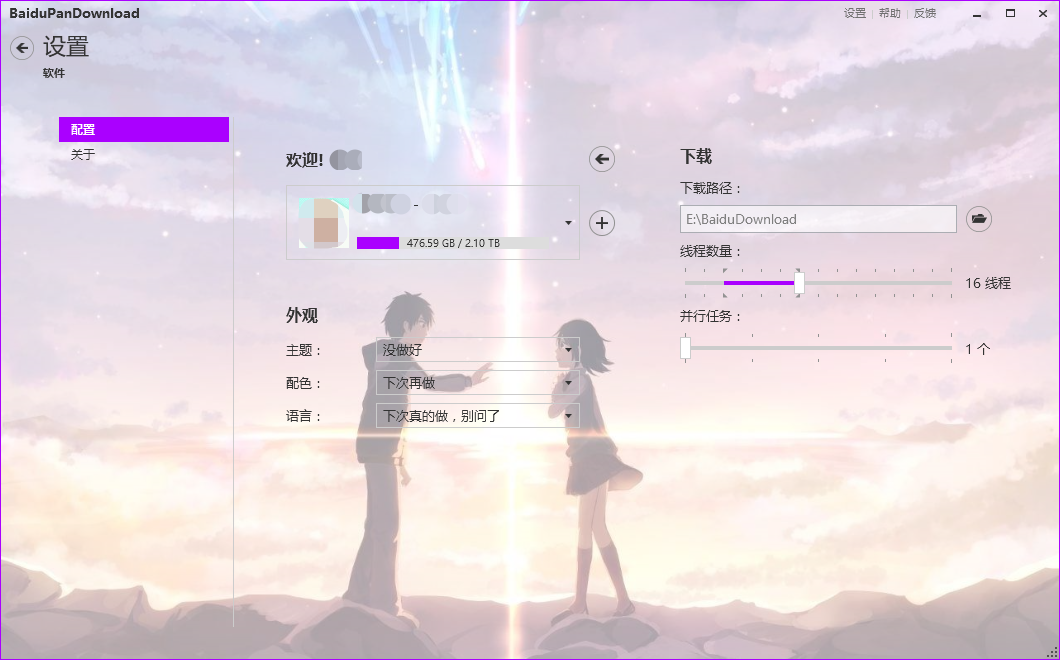 BaiduPanDownload
设置 | 帮助 | 反馈
设置
软件
配置
关于
欢迎!
-
476.59 GB / 2.10 TB
外观
主题：
没做好
配色：
下次再做
语言：
下次真的做，别问了
下载
下载路径：
E:\BaiduDownload
线程数量：
16 线程
并行任务：
1 个